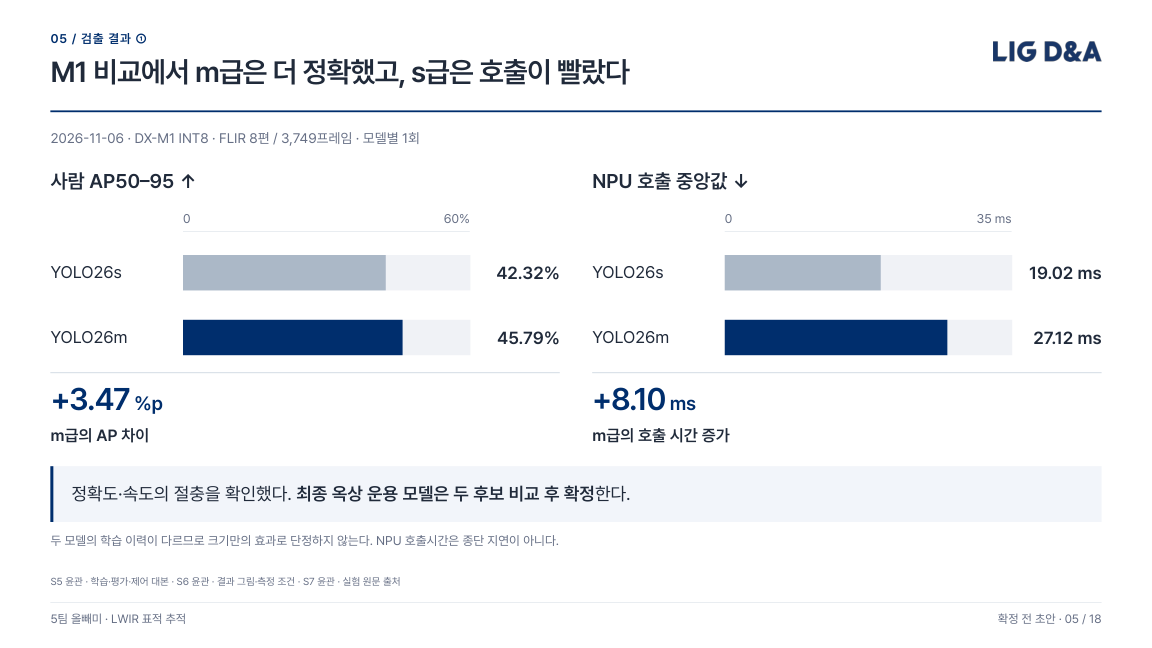 05 / 검출 결과 ①
M1 비교에서 m급은 더 정확했고, s급은 호출이 빨랐다
LIG D&A
2026-11-06 · DX-M1 INT8 · FLIR 8편 / 3,749프레임 · 모델별 1회
사람 AP50–95 ↑
0 60%
YOLO26s 42.32%
YOLO26m 45.79%
+3.47 %p
m급의 AP 차이
NPU 호출 중앙값 ↓
0 35 ms
YOLO26s 19.02 ms
YOLO26m 27.12 ms
+8.10 ms
m급의 호출 시간 증가
정확도·속도의 절충을 확인했다. 최종 옥상 운용 모델은 두 후보 비교 후 확정한다.
두 모델의 학습 이력이 다르므로 크기만의 효과로 단정하지 않는다. NPU 호출시간은 종단 지연이 아니다.
S5 윤관 · 학습·평가·제어 대본 · S6 윤관 · 결과 그림·측정 조건 · S7 윤관 · 실험 원문 출처
5팀 올빼미 · LWIR 표적 추적
확정 전 초안 · 05 / 18